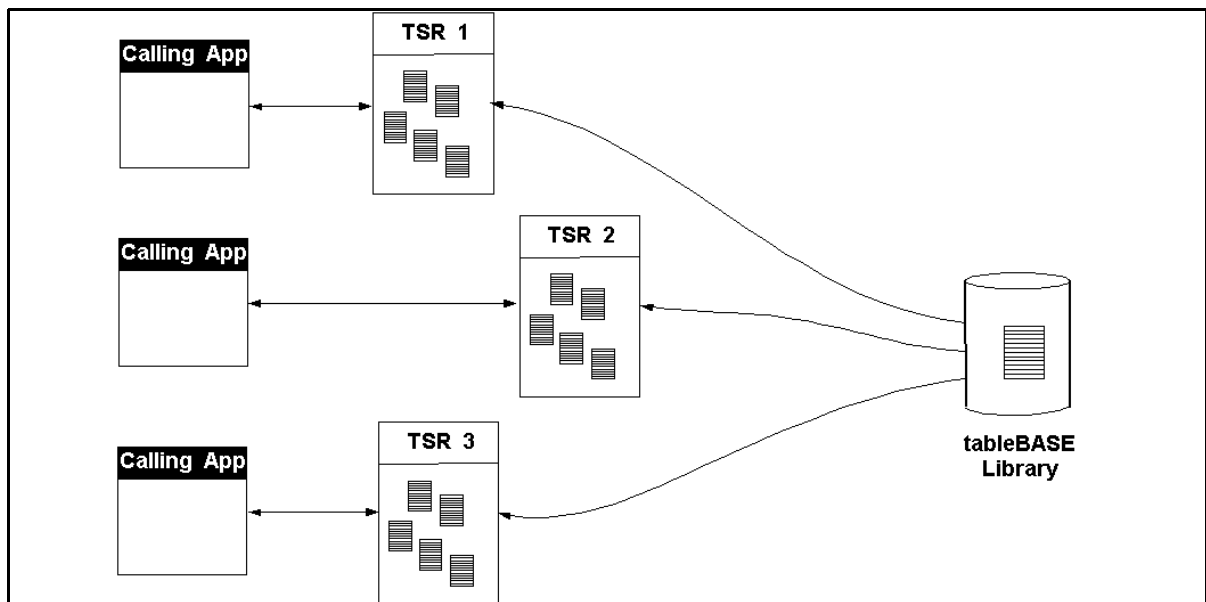 Calling App
TSR 1
Calling App
TSR 2
Calling App
TSR 3
tableBASE
Library